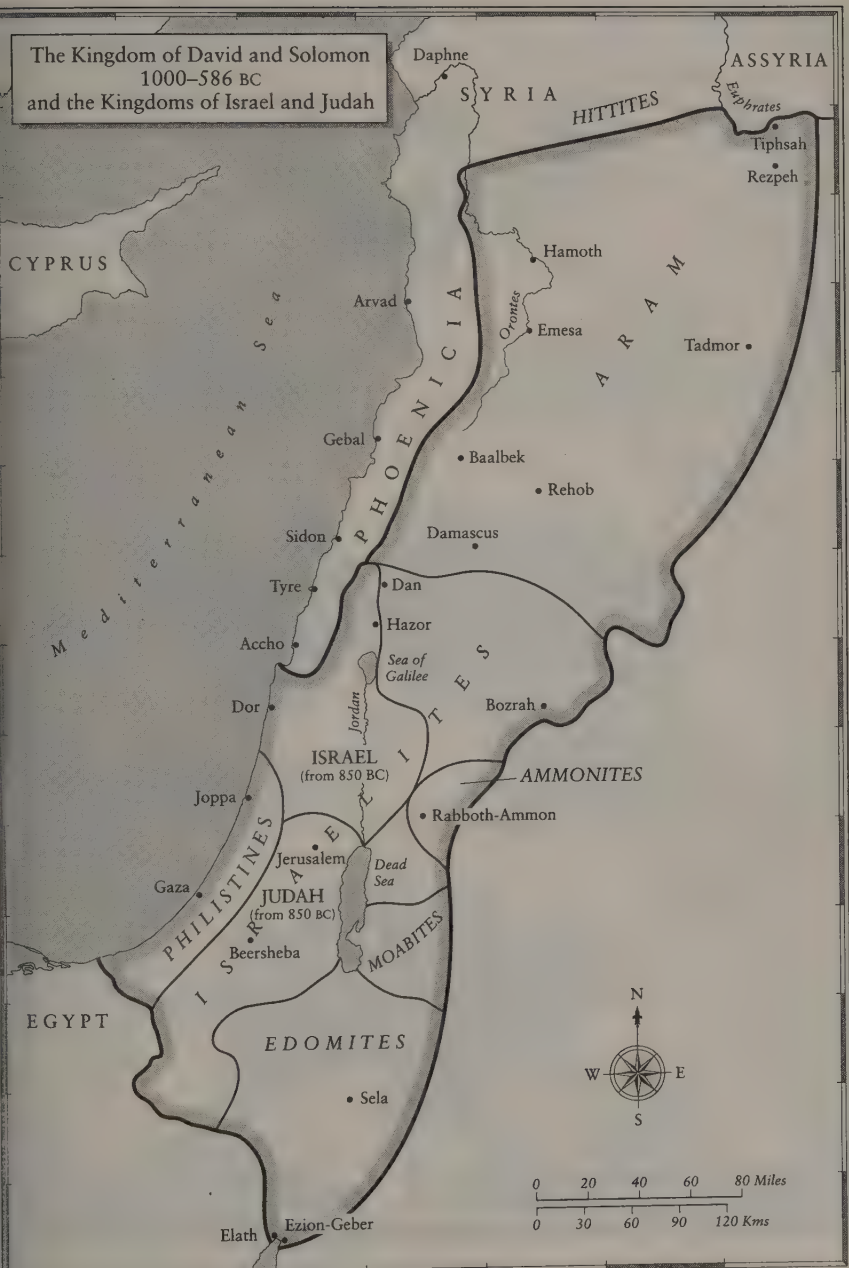 The Kingdom of David and Solomon
1000–586 BC
and the Kingdoms of Israel and Judah
Daphne
SYRIA
ASSYRIA
HITTITES
Euphrates
Tiphsah
Rezpeh
CYPRUS
Hamoth
Arvad
Orontes
Emesa
ARAM
Tadmor
Mediterranean Sea
PHOENICIA
Gebal
Baalbek
Rehob
Sidon
Damascus
Tyre
Dan
Hazor
Accho
Sea of
Galilee
Dor
Jordan
Bozrah
ISRAELITES
ISRAEL
(from 850 BC)
AMMONITES
Joppa
Rabboth-Ammon
Jerusalem
Dead
Sea
Gaza
PHILISTINES
JUDAH
(from 850 BC)
Beersheba
MOABITES
EGYPT
EDOMITES
Sela
N
W E
S
0 20 40 60 80 Miles
0 30 60 90 120 Kms
Elath
Ezion-Geber